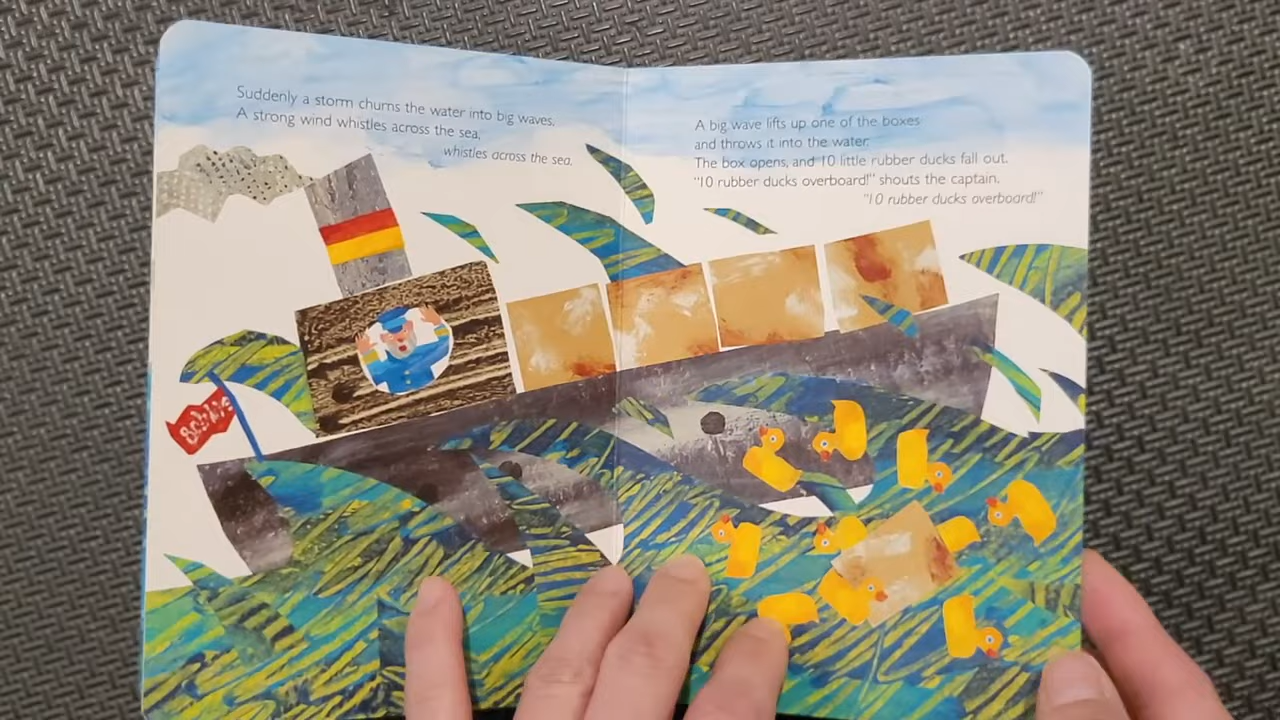 Suddenly a storm churns the water into big waves.
A strong wind whistles across the sea,
whistles across the sea.
A big wave lifts up one of the boxes
and throws it into the water.
The box opens, and 10 little rubber ducks fall out.
"10 rubber ducks overboard!" shouts the captain.
"10 rubber ducks overboard!"